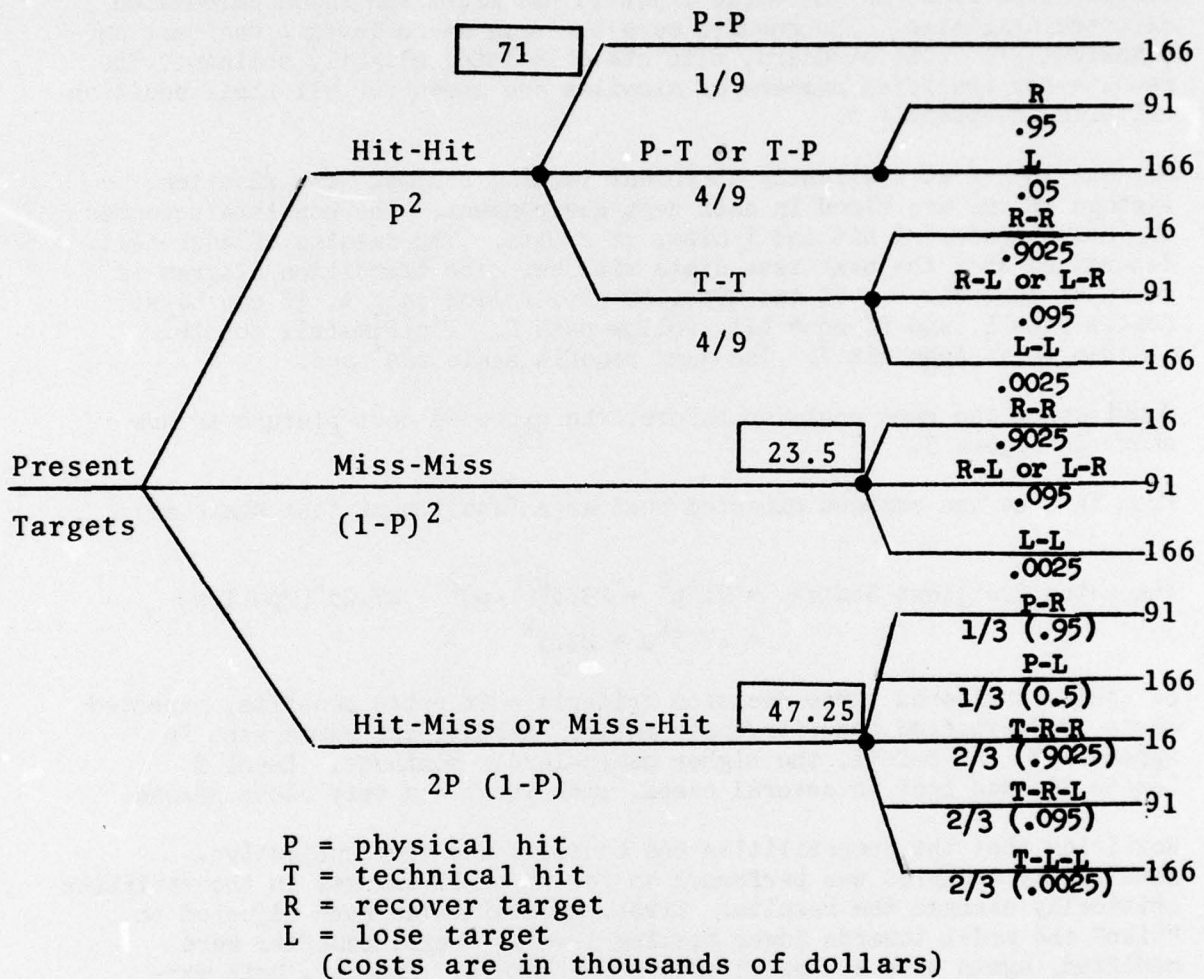 P-P
71
166
1/9
R
91
.95
Hit-Hit
P-T or T-P
L
166
P²
4/9
.05
R-R
16
.9025
T-T
R-L or L-R
91
4/9
.095
L-L
166
.0025
R-R
16
.9025
Present
Miss-Miss
23.5
R-L or L-R
91
Targets
(1-P)²
.095
L-L
166
.0025
P-R
91
1/3 (.95)
P-L
166
1/3 (0.5)
Hit-Miss or Miss-Hit
47.25
T-R-R
16
2/3 (.9025)
2P (1-P)
T-R-L
91
2/3 (.095)
T-L-L
166
2/3 (.0025)
P = physical hit
T = technical hit
R = recover target
L = lose target
(costs are in thousands of dollars)